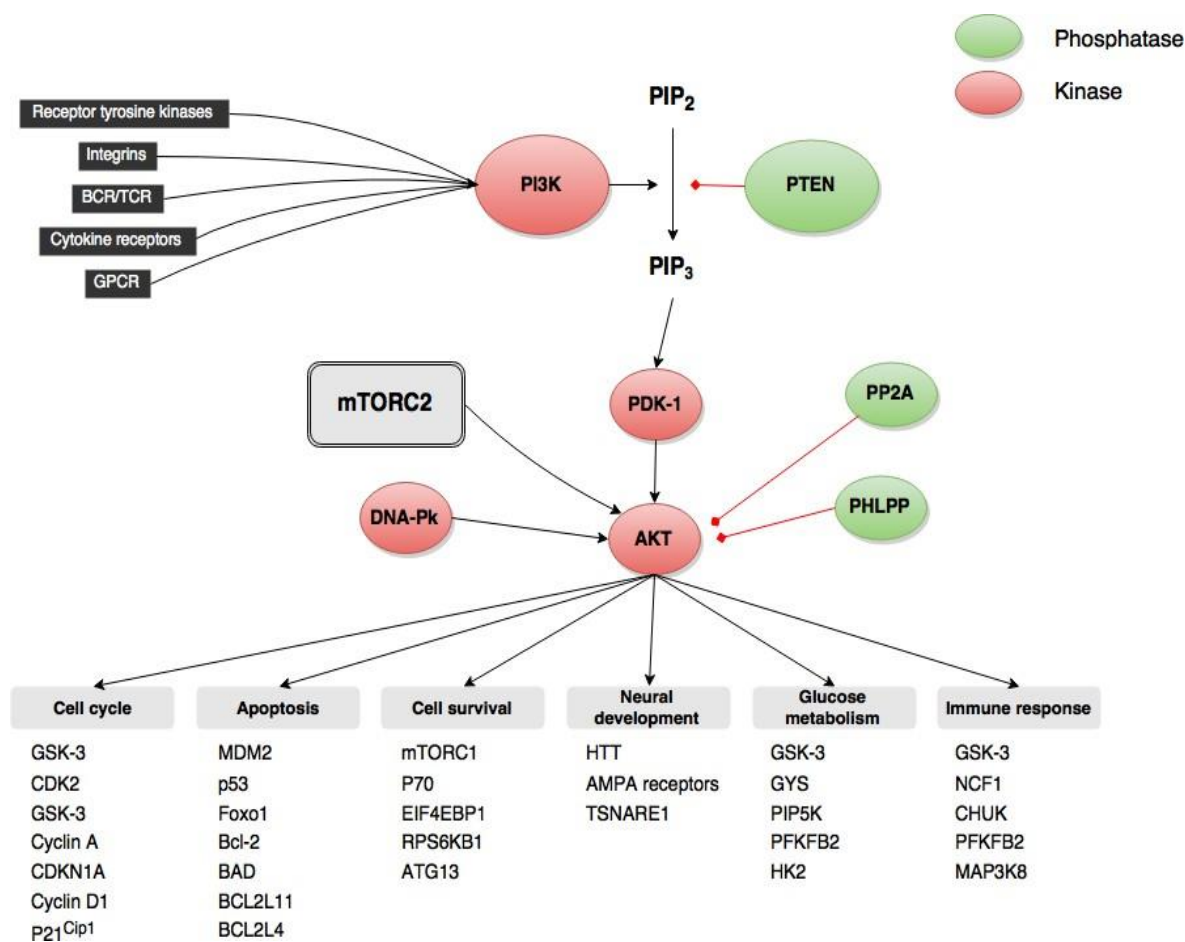 Phosphatase
Kinase
PIP2
Receptor tyrosine kinases
Integrins
BCR/TCR
Cytokine receptors
GPCR
PI3K
PTEN
PIP3
mTORC2
PDK-1
PP2A
DNA-Pk
AKT
PHLPP
Cell cycle
GSK-3
CDK2
GSK-3
Cyclin A
CDKN1A
Cyclin D1
P21Cip1
Apoptosis
MDM2
p53
Foxo1
Bcl-2
BAD
BCL2L11
BCL2L4
Cell survival
mTORC1
P70
EIF4EBP1
RPS6KB1
ATG13
Neural
development
HTT
AMPA receptors
TSNARE1
Glucose
metabolism
GSK-3
GYS
PIP5K
PFKFB2
HK2
Immune response
GSK-3
NCF1
CHUK
PFKFB2
MAP3K8